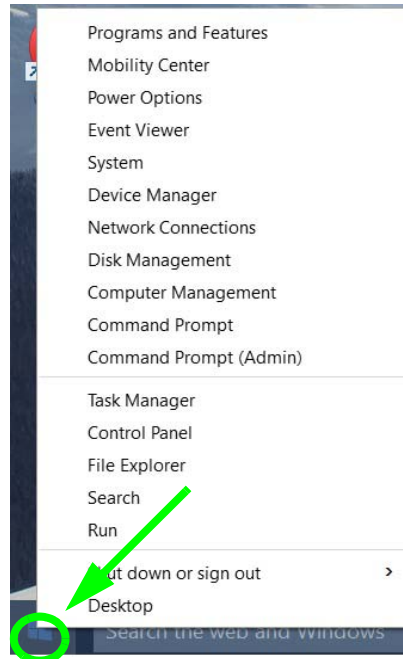 Programs and Features
Mobility Center
Power Options
Event Viewer
System
Device Manager
Network Connections
Disk Management
Computer Management
Command Prompt
Command Prompt (Admin)
Task Manager
Control Panel
File Explorer
Search
Run
down or sign out
Desktop
Search the web and Windows